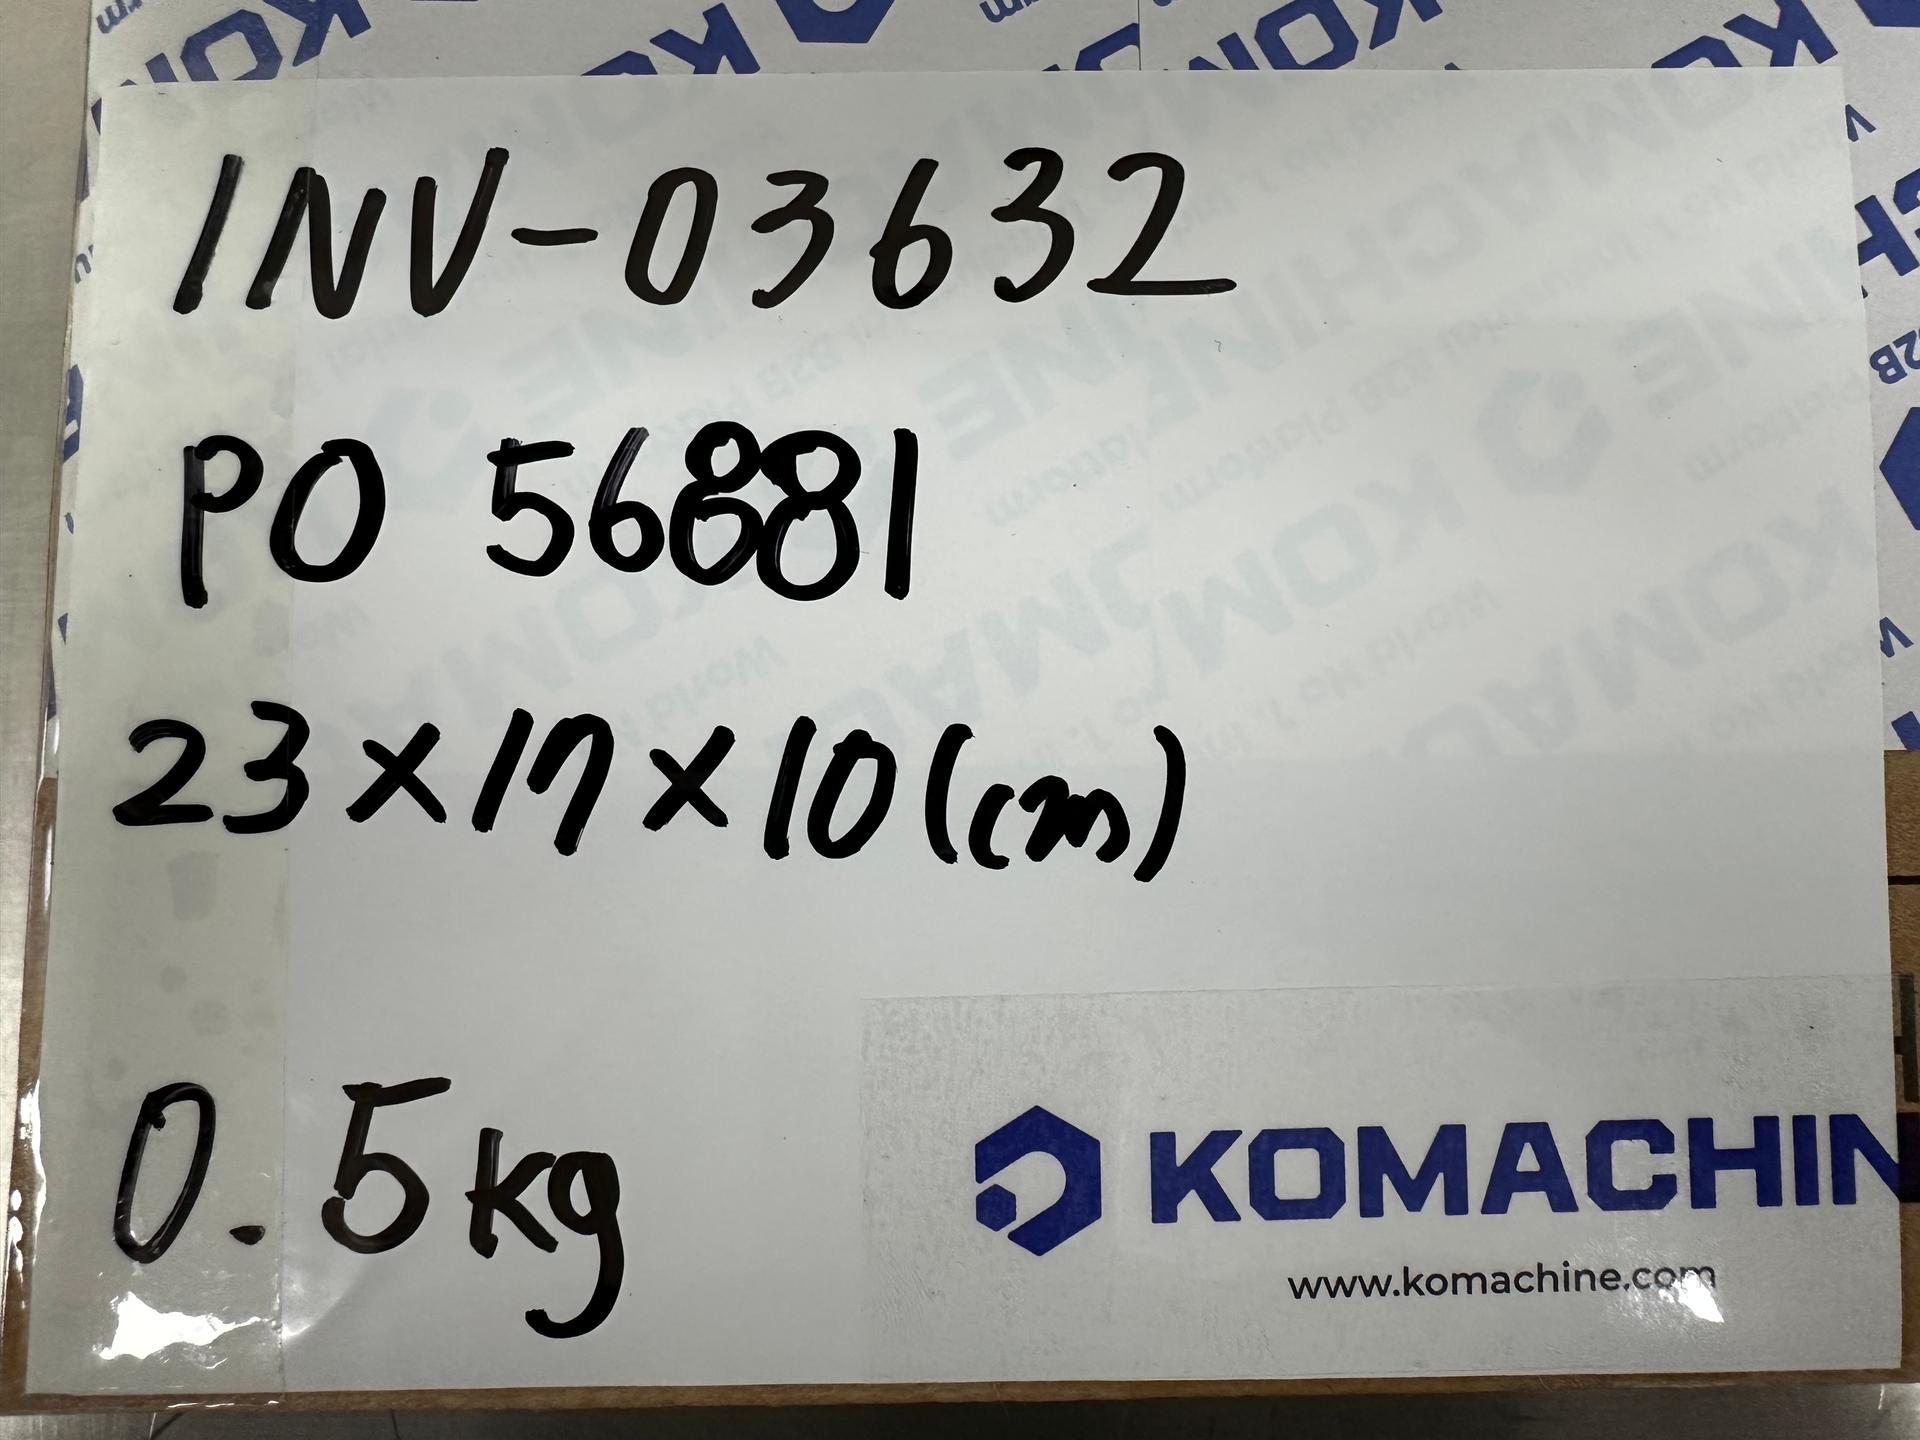 INV-03632
PO 56881
23×17×10(cm)
0.5kg
KOMACHIN
www.komachine.com